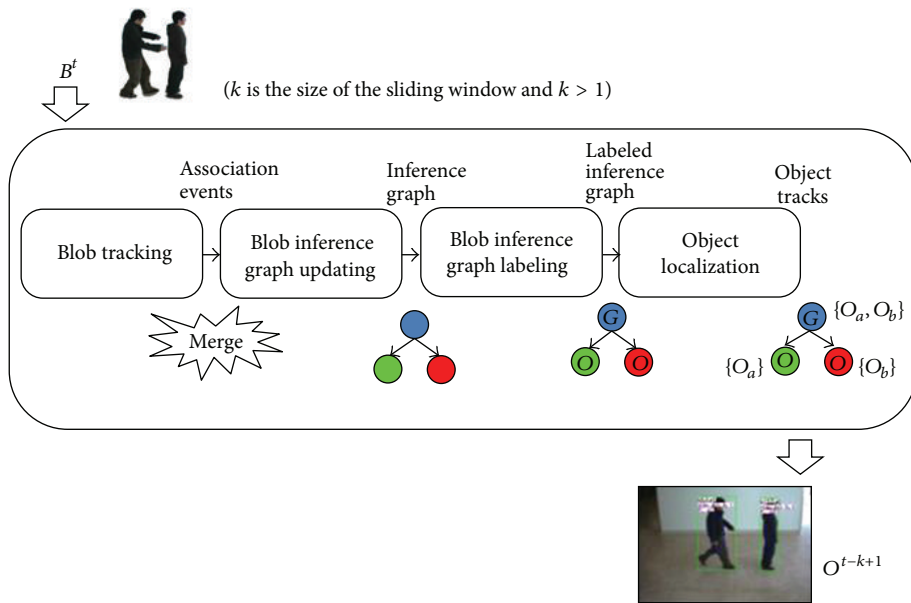 B^t
(k is the size of the sliding window and k > 1)
Association
events
Inference
graph
Labeled
inference
graph
Object
tracks
Blob tracking
Blob inference
graph updating
Blob inference
graph labeling
Object
localization
Merge
G
O
O
G
{O_a, O_b}
{O_a}
O
O
{O_b}
O^{t−k+1}